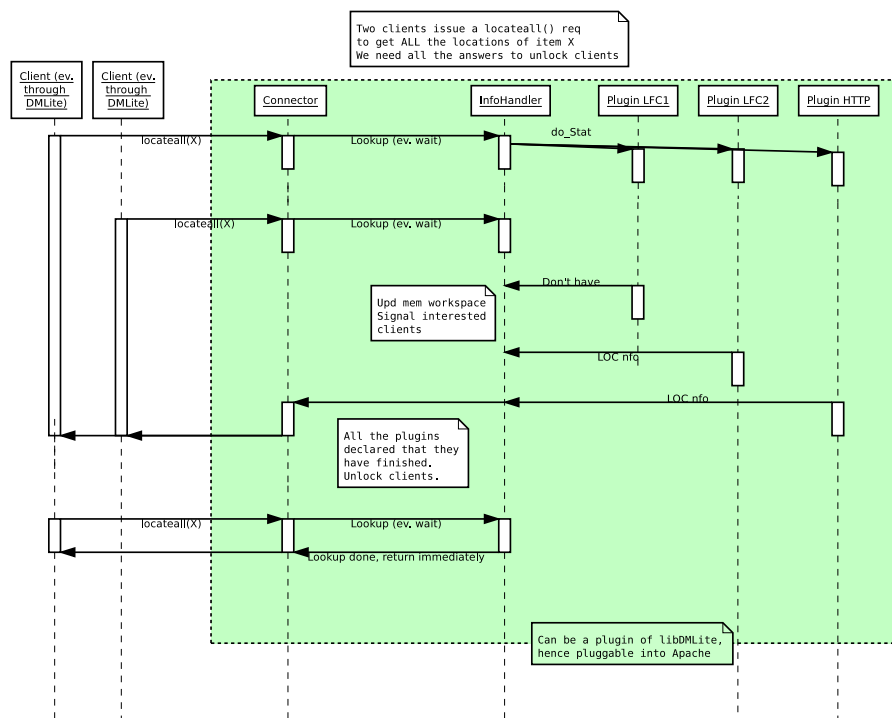 Two clients issue a locateall() req
to get ALL the locations of item X
We need all the answers to unlock clients
Client (ev.
through
DMLite)
Client (ev.
through
DMLite)
Connector
InfoHandler
Plugin LFC1
Plugin LFC2
Plugin HTTP
locateall(X)
Lookup (ev. wait)
do_Stat
locateall(X)
Lookup (ev. wait)
Don't have
Upd mem workspace
Signal interested
clients
LOC nfo
LOC nfo
All the plugins
declared that they
have finished.
Unlock clients.
locateall(X)
Lookup (ev. wait)
Lookup done, return immediately
Can be a plugin of libDMLite,
hence pluggable into Apache